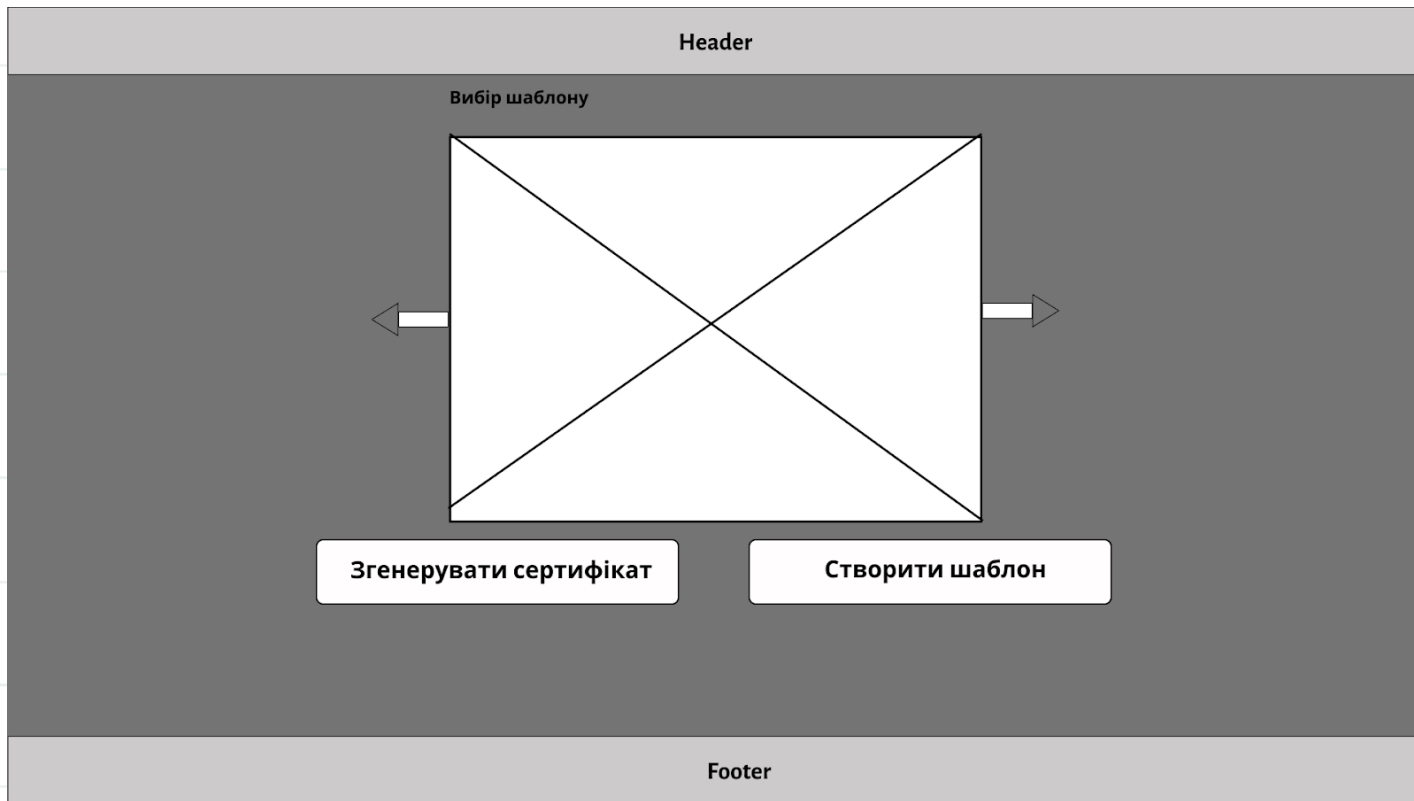 Header
Вибір шаблону
Згенерувати сертифікат
Створити шаблон
Footer